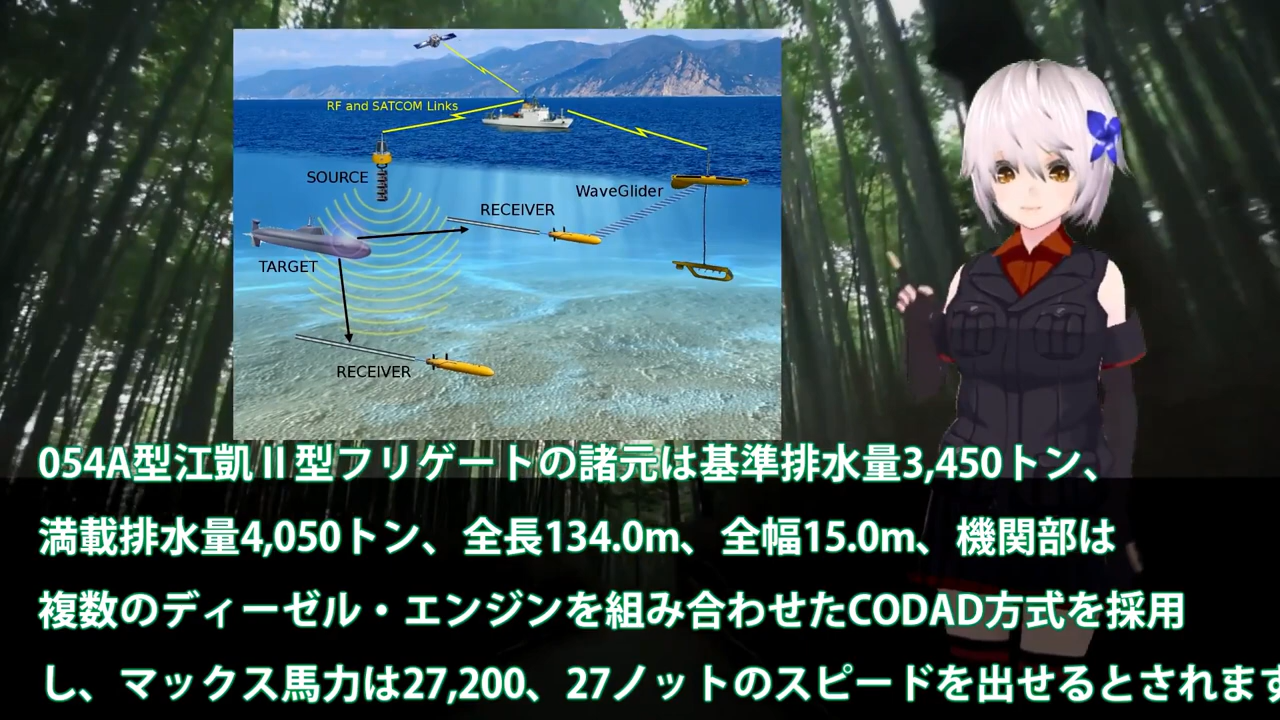 RF and SATCOM Links
SOURCE
WaveGlider
RECEIVER
TARGET
RECEIVER
054A型江凱Ⅱ型フリゲートの諸元は基準排水量3,450トン、
満載排水量4,050トン、全長134.0m、全幅15.0m、機関部は
複数のディーゼル・エンジンを組み合わせたCODAD方式を採用
し、マックス馬力は27,200、27ノットのスピードを出せるとされます